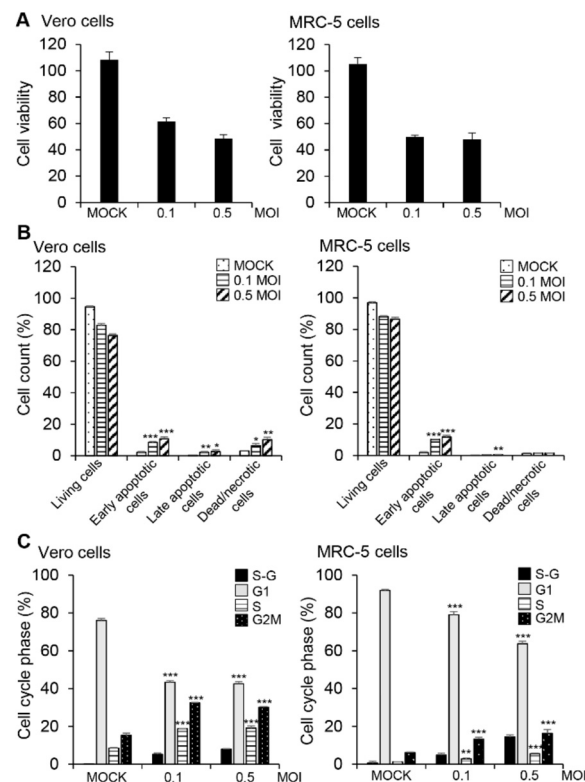 A Vero cells
MRC-5 cells
Cell viability
120
100
80
60
40
20
0
MOCK 0.1 0.5 MOI
Cell viability
120
100
80
60
40
20
0
MOCK 0.1 0.5 MOI
B Vero cells
MRC-5 cells
MOCK
0.1 MOI
0.5 MOI
Cell count (%)
120
100
80
60
40
20
0
*** ***
** *
* **
Living cells
Early apoptotic
cells
Late apoptotic
cells
Dead/necrotic
cells
MOCK
0.1 MOI
0.5 MOI
Cell count (%)
120
100
80
60
40
20
0
*** ***
**
Living cells
Early apoptotic
cells
Late apoptotic
cells
Dead/necrotic
cells
C Vero cells
MRC-5 cells
S-G
G1
S
G2M
Cell cycle phase (%)
100
80
60
40
20
0
*** *** ***
*** *** ***
MOCK 0.1 0.5 MOI
S-G
G1
S
G2M
Cell cycle phase (%)
100
80
60
40
20
0
*** ** ***
*** *** ***
MOCK 0.1 0.5 MOI